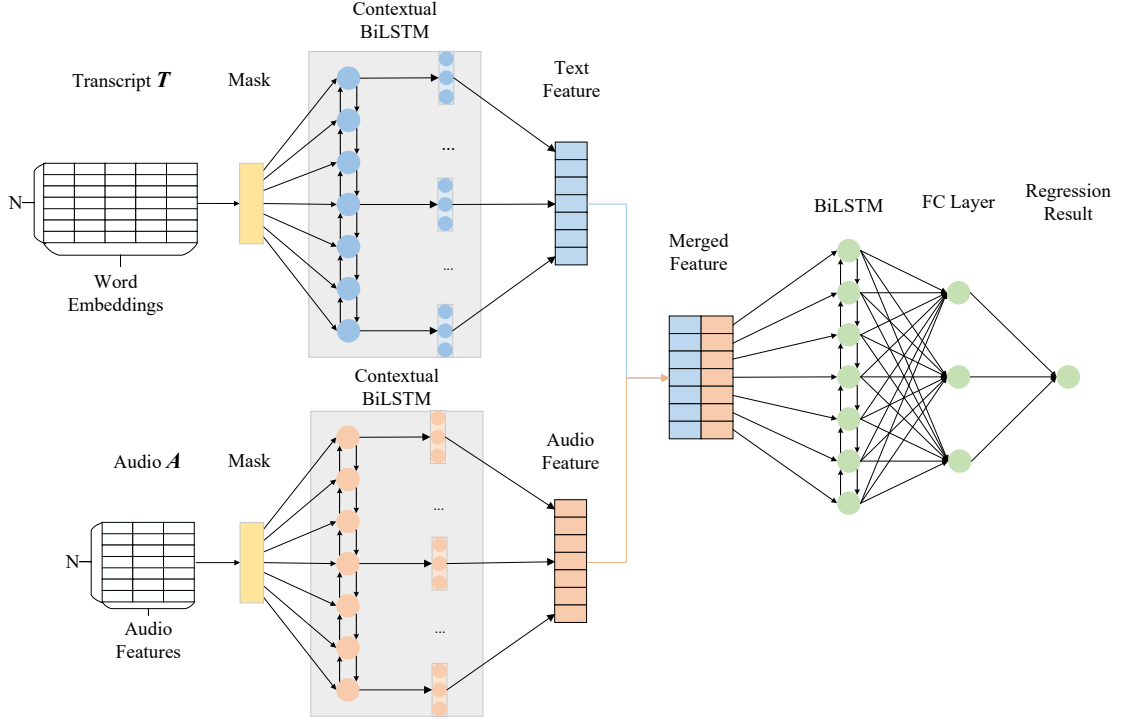 Contextual
BiLSTM
Transcript T
Mask
Text
Feature
...
N
...
Word
Embeddings
Contextual
BiLSTM
Audio A
Mask
Audio
Feature
...
N
...
Audio
Features
Merged
Feature
BiLSTM
FC Layer
Regression
Result